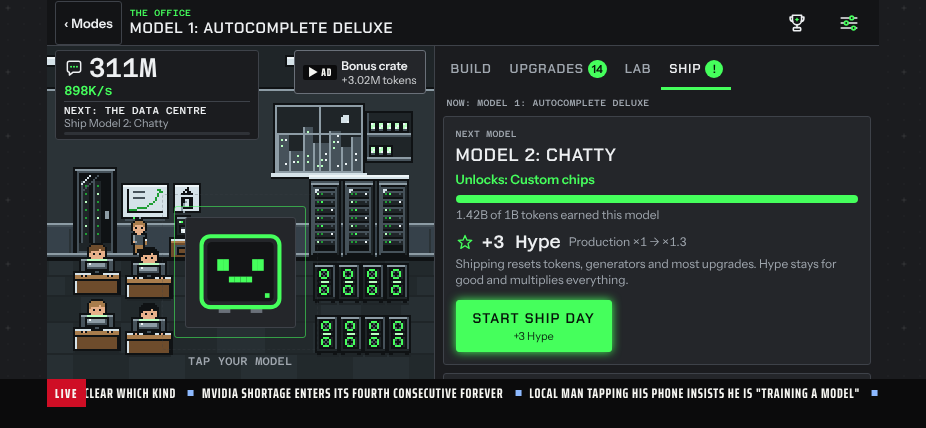 ‹ Modes
THE OFFICE
MODEL 1: AUTOCOMPLETE DELUXE
311M
898K/s
NEXT: THE DATA CENTRE
Ship Model 2: Chatty
AD
Bonus crate
+3.02M tokens
TAP YOUR MODEL
BUILD
UPGRADES 14
LAB
SHIP !
NOW: MODEL 1: AUTOCOMPLETE DELUXE
NEXT MODEL
MODEL 2: CHATTY
Unlocks: Custom chips
1.42B of 1B tokens earned this model
+3 Hype Production ×1 → ×1.3
Shipping resets tokens, generators and most upgrades. Hype stays for
good and multiplies everything.
START SHIP DAY
+3 Hype
LIVE CLEAR WHICH KIND ■ MVIDIA SHORTAGE ENTERS ITS FOURTH CONSECUTIVE FOREVER ■ LOCAL MAN TAPPING HIS PHONE INSISTS HE IS "TRAINING A MODEL" ■